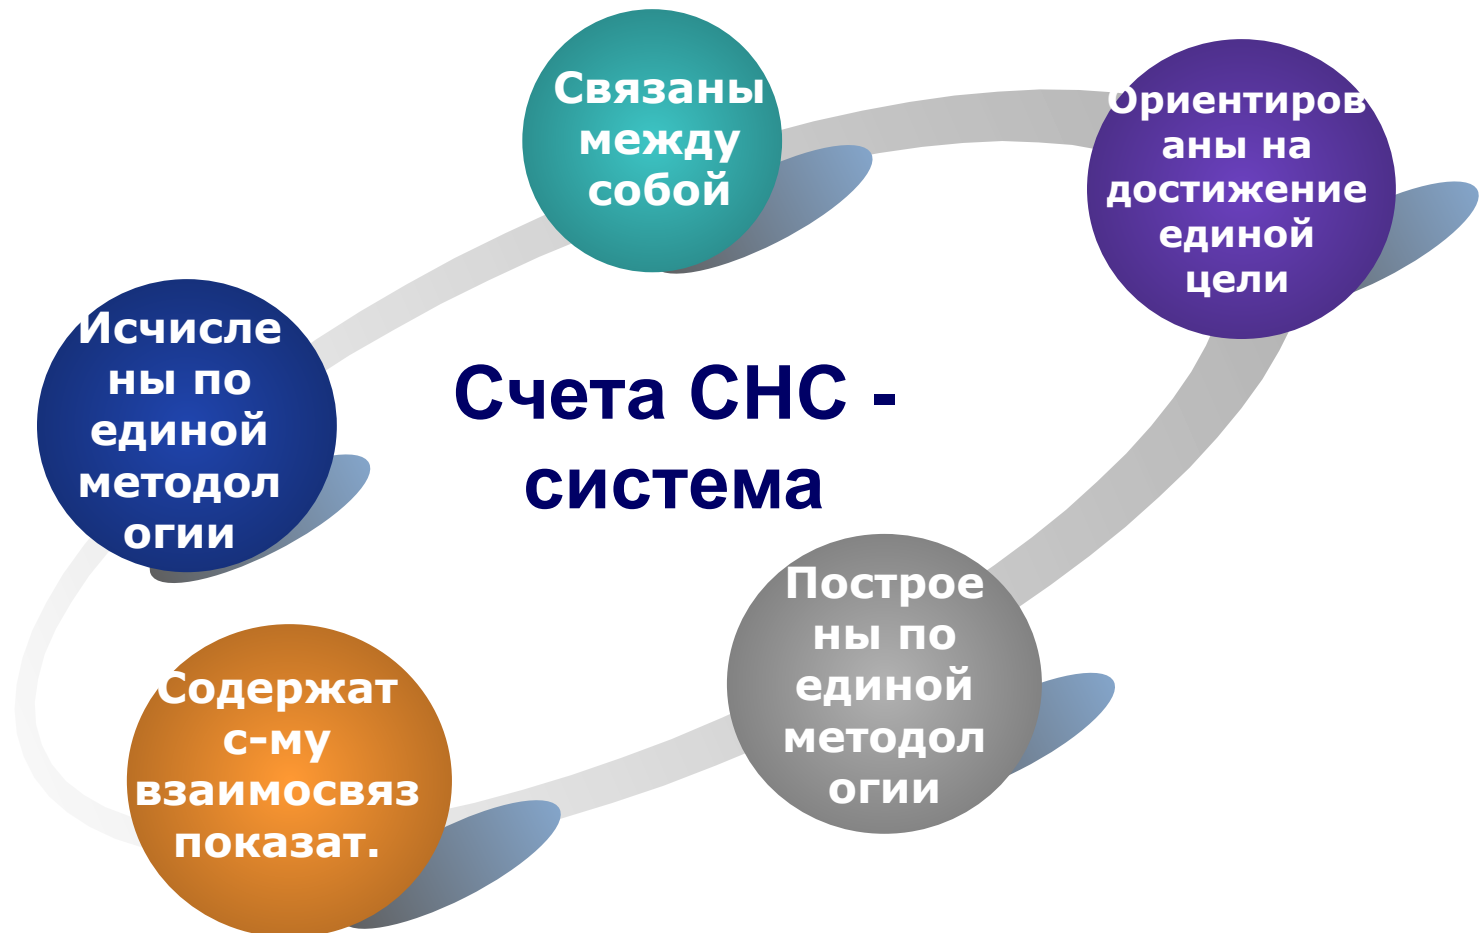 Связаны
между
собой
Ориентиров
аны на
достижение
единой
цели
Исчисле
ны по
единой
методол
огии
Счета СНС -
система
Построе
ны по
единой
методол
огии
Содержат
с-му
взаимосвяз
показат.